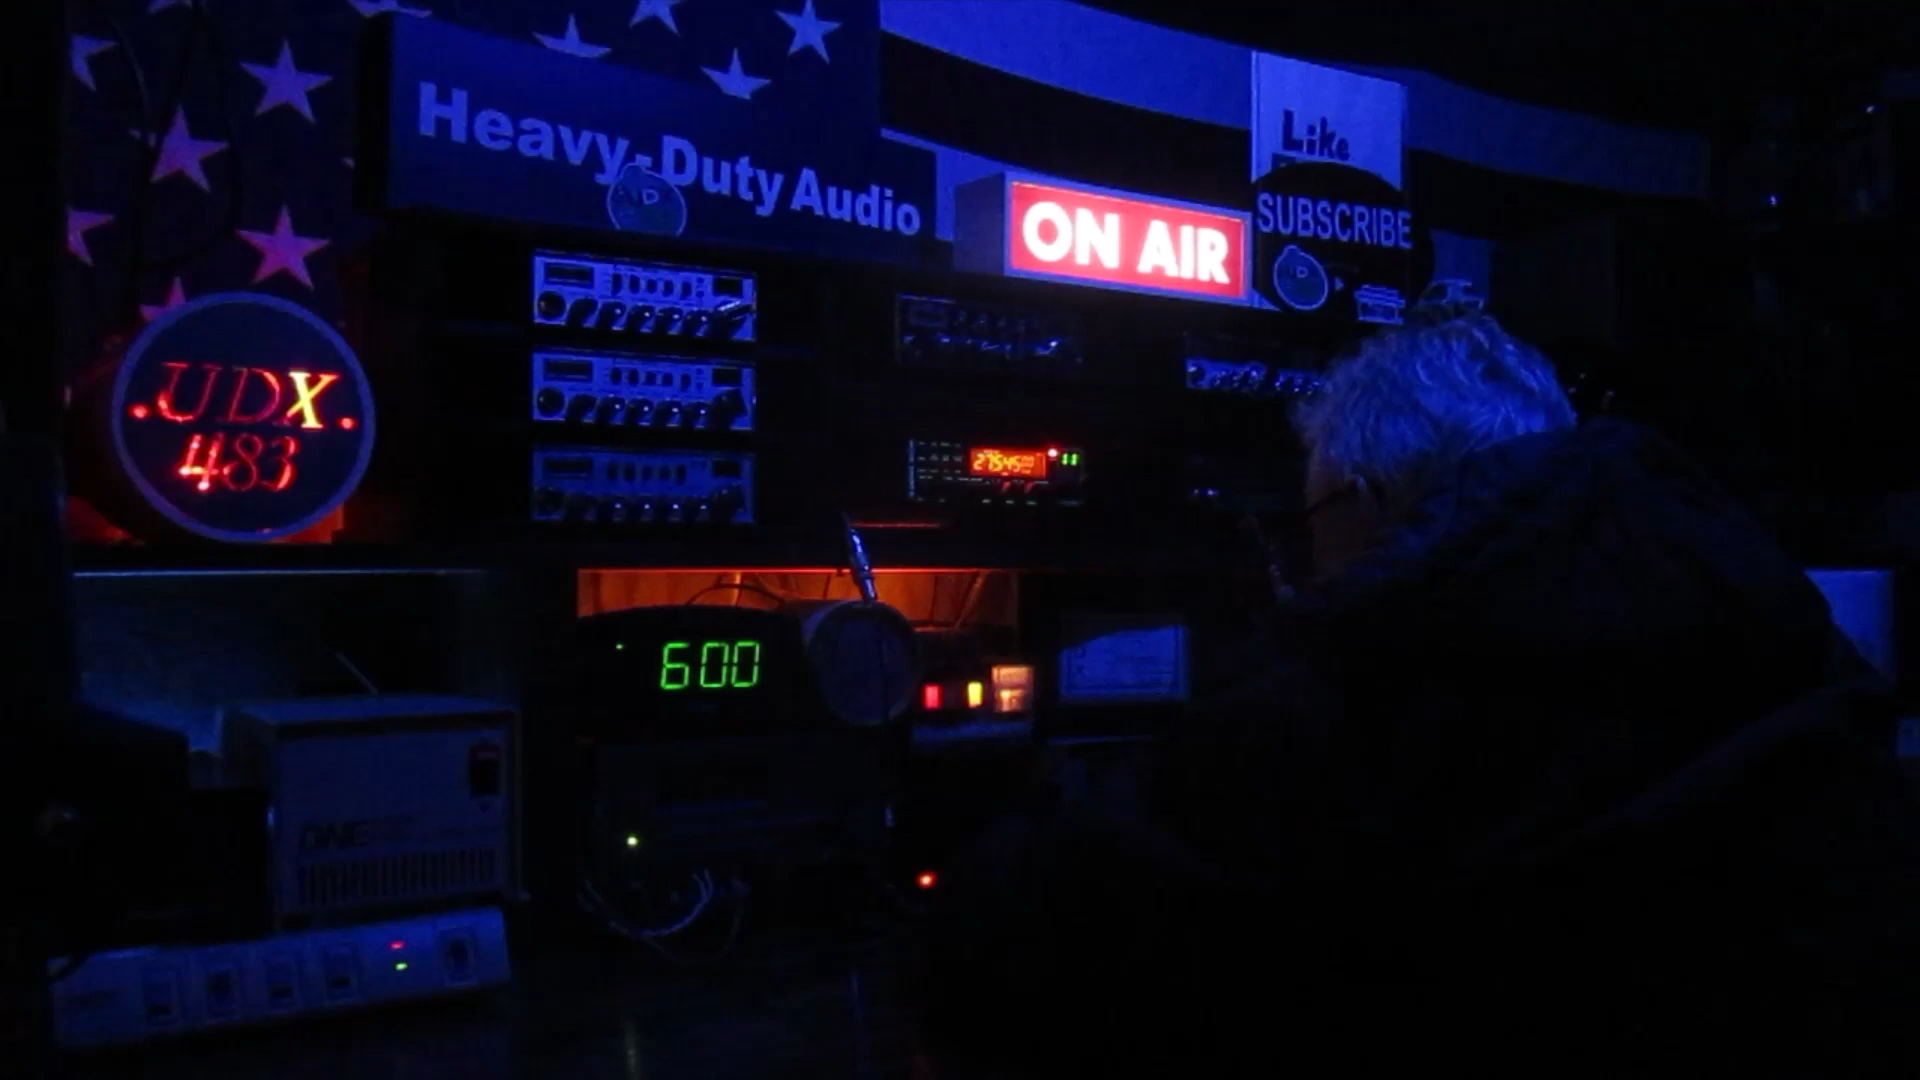 Heavy-Duty Audio
Like
SUBSCRIBE
ON AIR
.UDX.
483
600